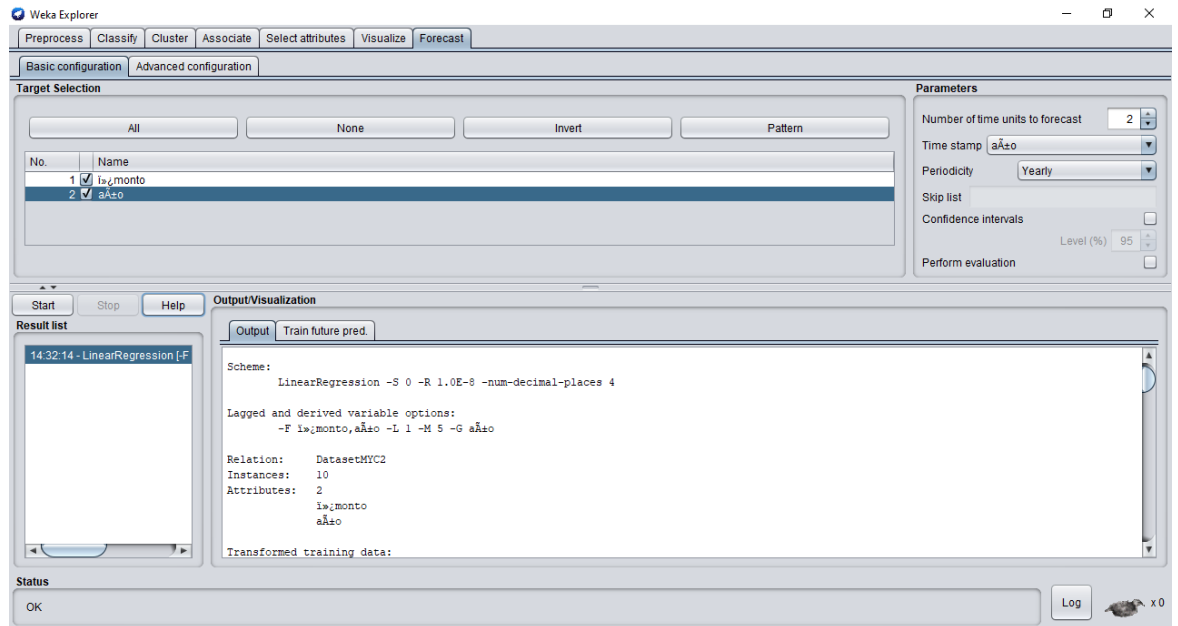 Weka Explorer
Preprocess Classify Cluster Associate Select attributes Visualize Forecast
Basic configuration Advanced configuration
Target Selection
All None Invert Pattern
No. Name
1 ï»¿monto
2 aÃ±o
Parameters
Number of time units to forecast 2
Time stamp aÃ±o
Periodicity Yearly
Skip list
Confidence intervals
Level (%) 95
Perform evaluation
Start Stop Help
Result list
14:32:14 - LinearRegression [-F
Output/Visualization
Output Train future pred.
Scheme:
LinearRegression -S 0 -R 1.0E-8 -num-decimal-places 4
Lagged and derived variable options:
-F ï»¿monto,aÃ±o -L 1 -M 5 -G aÃ±o
Relation: DatasetMYC2
Instances: 10
Attributes: 2
ï»¿monto
aÃ±o
Transformed training data:
Status
OK
Log x 0